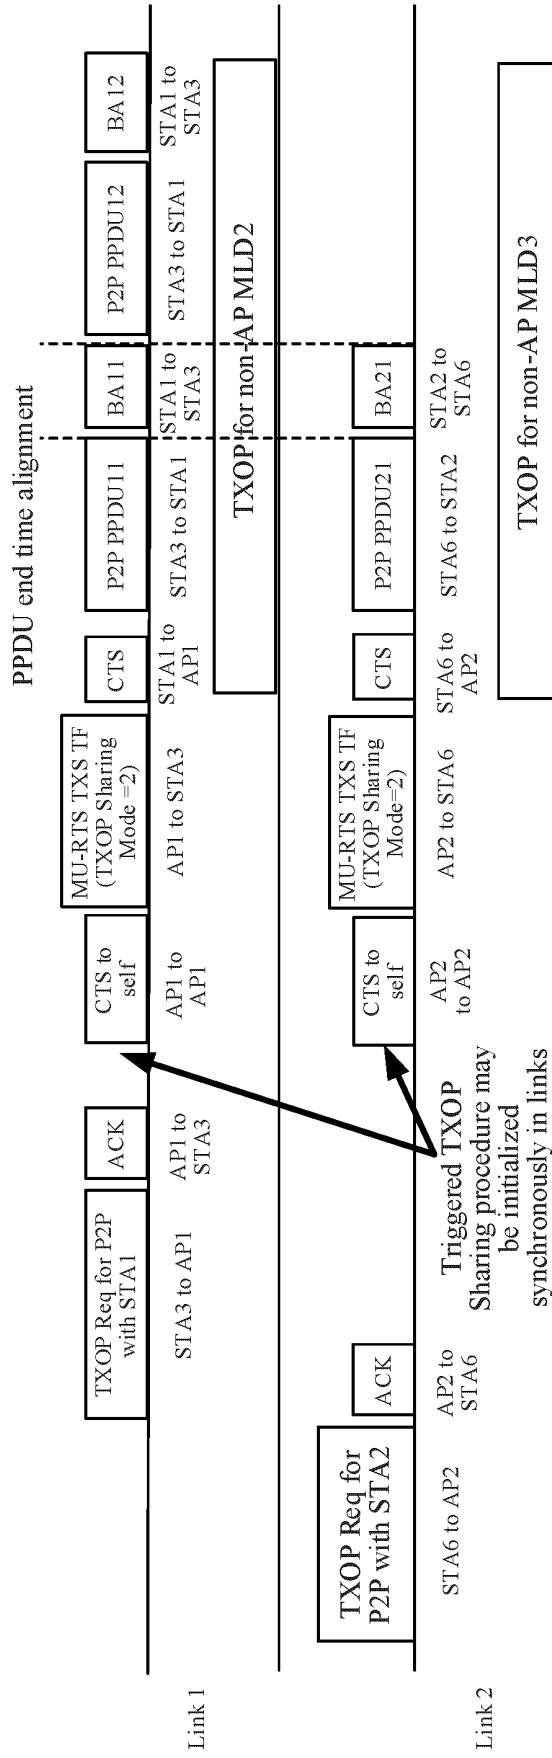 PPDU end time alignment
TXOP Req for P2P
with STA1
ACK
CTS to
self
MU-RTS TXS TF
(TXOP Sharing
Mode =2)
CTS
P2P PPDU11
BA11
P2P PPDU12
BA12
Link 1
STA3 to AP1
AP1 to
STA3
AP1 to
AP1
AP1 to STA3
STA1 to
AP1
STA3 to STA1
STA1 to
STA3
STA3 to STA1
STA1 to
STA3
TXOP for non-AP MLD2
TXOP Req for
P2P with STA2
ACK
CTS to
self
MU-RTS TXS TF
(TXOP Sharing
Mode=2)
CTS
P2P PPDU21
BA21
Link 2
STA6 to AP2
AP2 to
STA6
AP2
to AP2
AP2 to STA6
STA6 to
AP2
STA6 to STA2
STA2 to
STA6
Triggered TXOP
Sharing procedure may
be initialized
synchronously in links
TXOP for non-AP MLD3